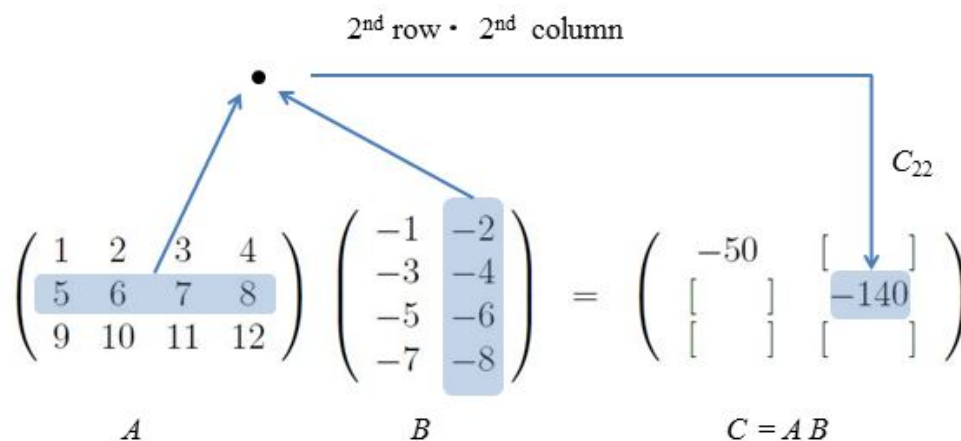 2nd row · 2nd column
C22
1 2 3 4
5 6 7 8
9 10 11 12
-1 -2
-3 -4
-5 -6
-7 -8
=
-50 [ ]
[ ] -140
[ ] [ ]
A B C = A B